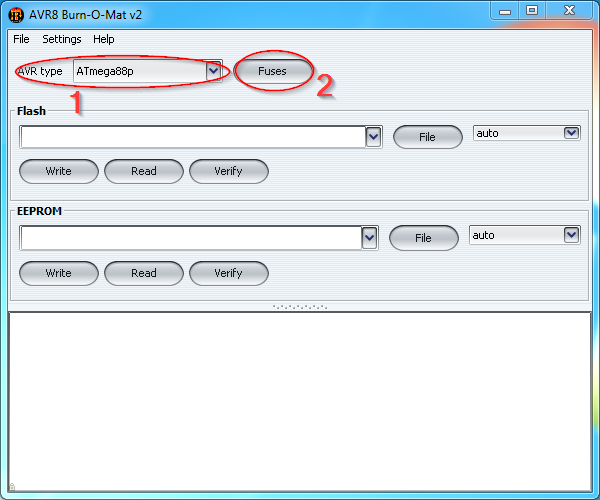 AVR8 Burn-O-Mat v2
File Settings Help
AVR type ATmega88p Fuses
1 2
Flash
File auto
Write Read Verify
EEPROM
File auto
Write Read Verify